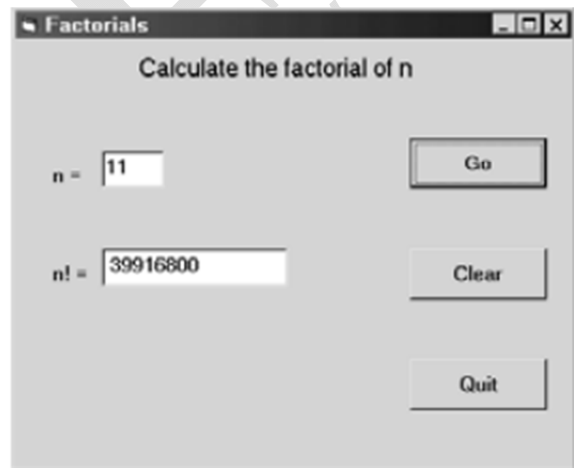 Factorials
Calculate the factorial of n
n = 11
Go
n! = 39916800
Clear
Quit